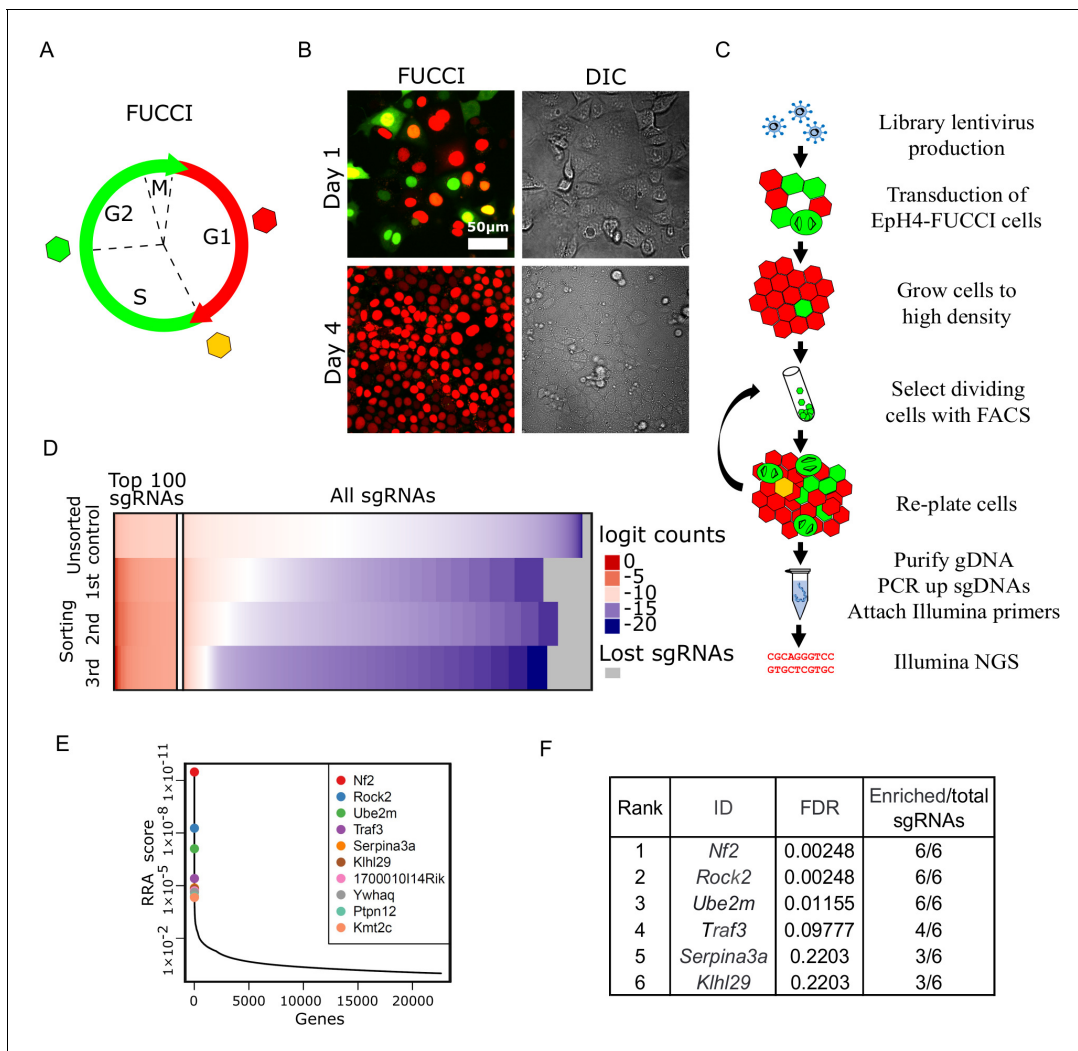 A
FUCCI
M
G2
G1
S
B
FUCCI
DIC
Day 1
50µm
Day 4
C
Library lentivirus
production
Transduction of
EpH4-FUCCI cells
Grow cells to
high density
Select dividing
cells with FACS
Re-plate cells
Purify gDNA
PCR up sgDNAs
Attach Illumina primers
CGCAGGGTCC
GTGCTCGTGC
Illumina NGS
D
Top 100
sgRNAs
All sgRNAs
Unsorted
control
Sorting
1st
2nd
3rd
logit counts
0
-5
-10
-15
-20
Lost sgRNAs
E
RRA score
1×10-11
1×10-8
1×10-5
1×10-2
Nf2
Rock2
Ube2m
Traf3
Serpina3a
Klhl29
1700010I14Rik
Ywhaq
Ptpn12
Kmt2c
0 5000 10000 15000 20000
Genes
F
Rank ID FDR Enriched/total
sgRNAs
1 Nf2 0.00248 6/6
2 Rock2 0.00248 6/6
3 Ube2m 0.01155 6/6
4 Traf3 0.09777 4/6
5 Serpina3a 0.2203 3/6
6 Klhl29 0.2203 3/6